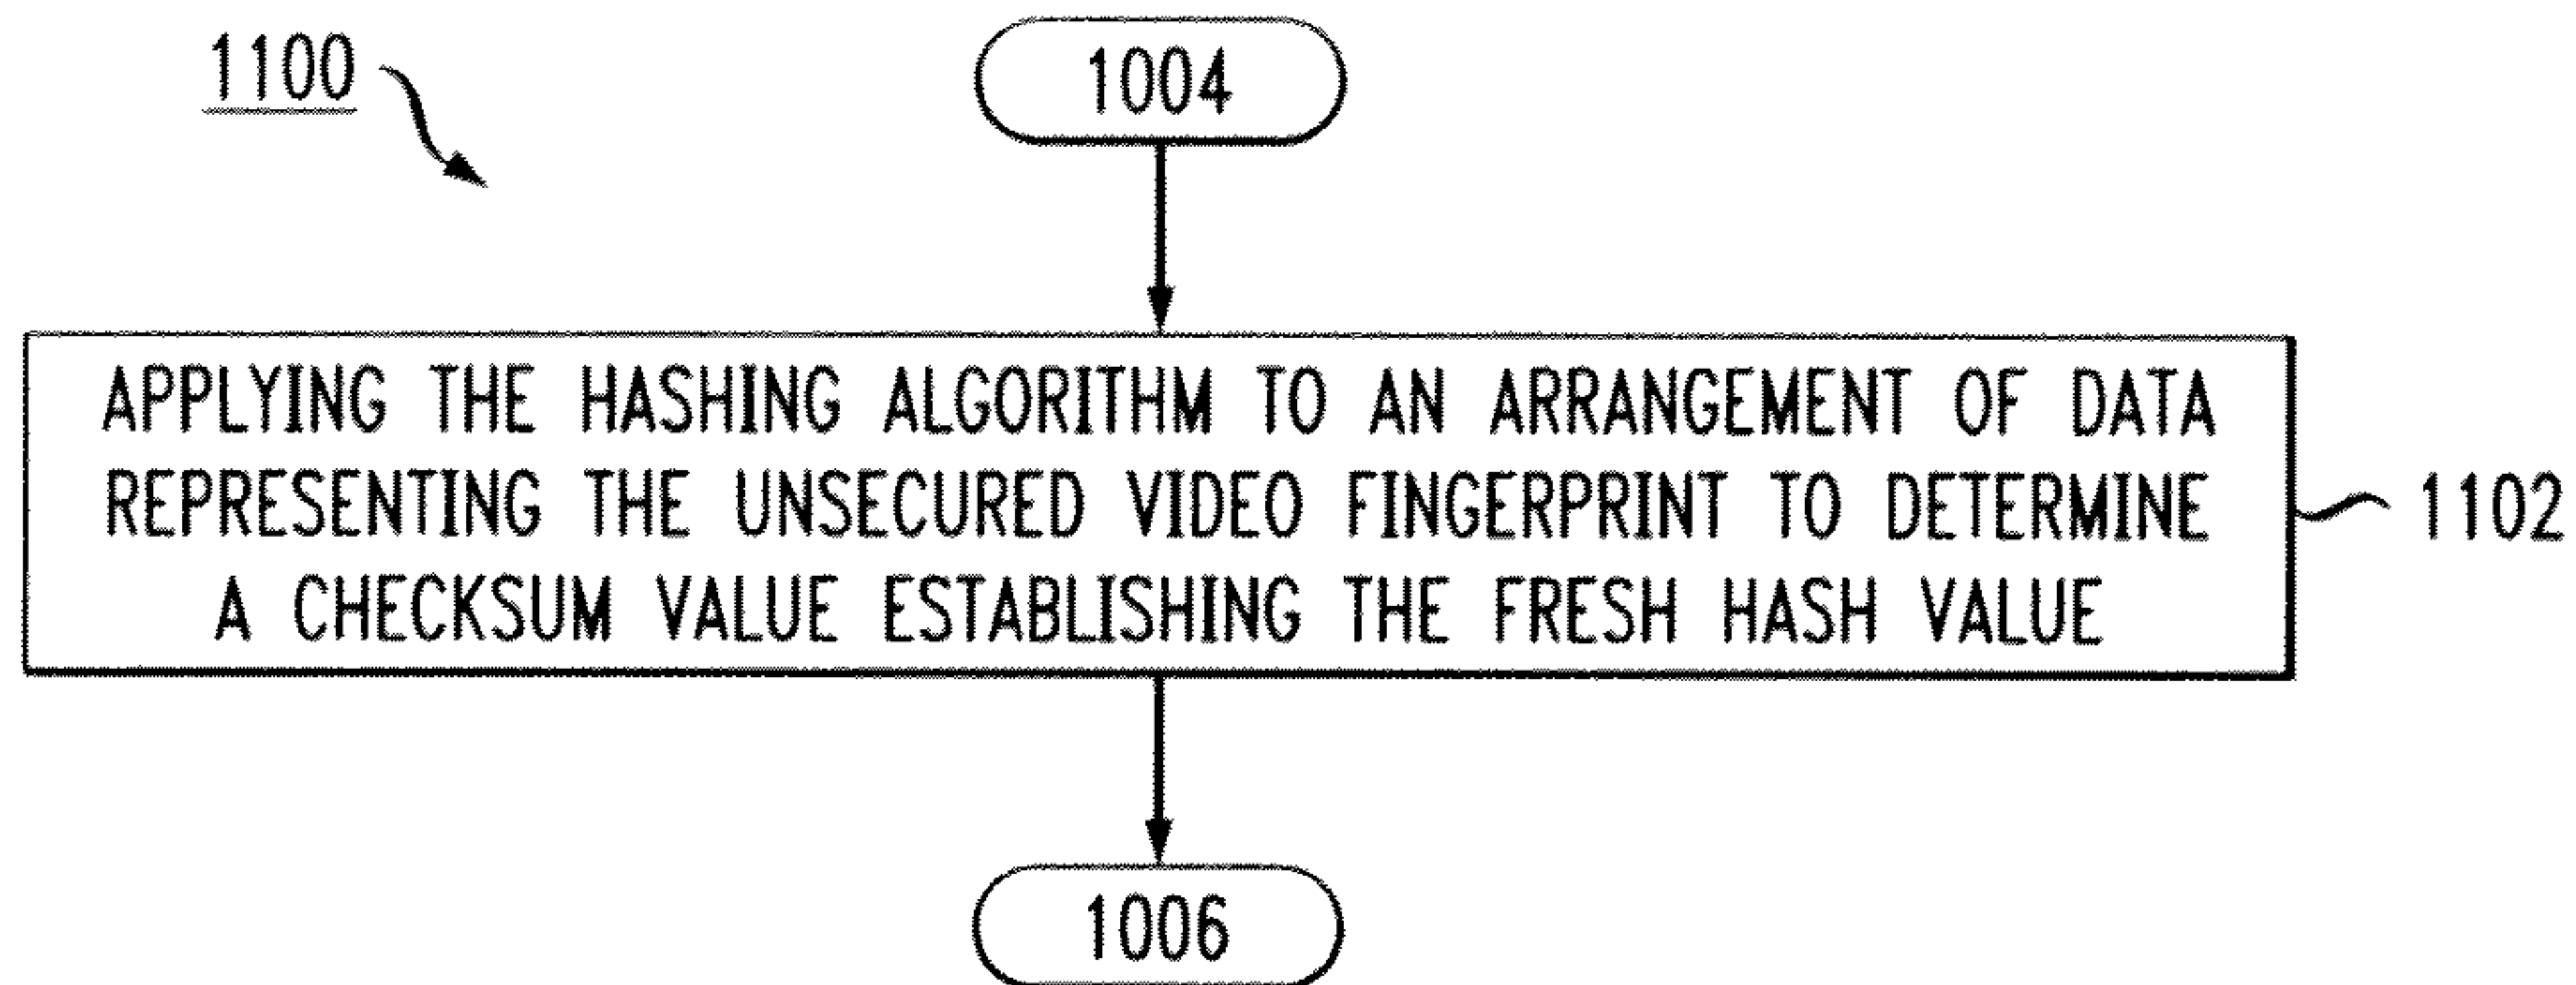 1100
1004
APPLYING THE HASHING ALGORITHM TO AN ARRANGEMENT OF DATA
REPRESENTING THE UNSECURED VIDEO FINGERPRINT TO DETERMINE
A CHECKSUM VALUE ESTABLISHING THE FRESH HASH VALUE
1102
1006